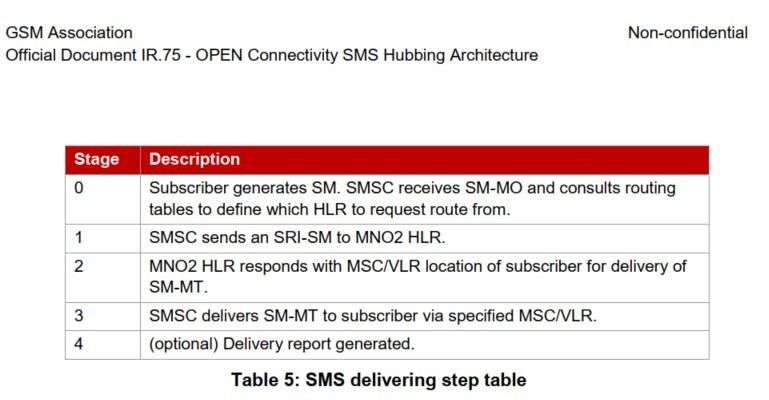 GSM Association
Non-confidential
Official Document IR.75 - OPEN Connectivity SMS Hubbing Architecture
Stage Description
0 Subscriber generates SM. SMSC receives SM-MO and consults routing
tables to define which HLR to request route from.
1 SMSC sends an SRI-SM to MNO2 HLR.
2 MNO2 HLR responds with MSC/VLR location of subscriber for delivery of
SM-MT.
3 SMSC delivers SM-MT to subscriber via specified MSC/VLR.
4 (optional) Delivery report generated.
Table 5: SMS delivering step table